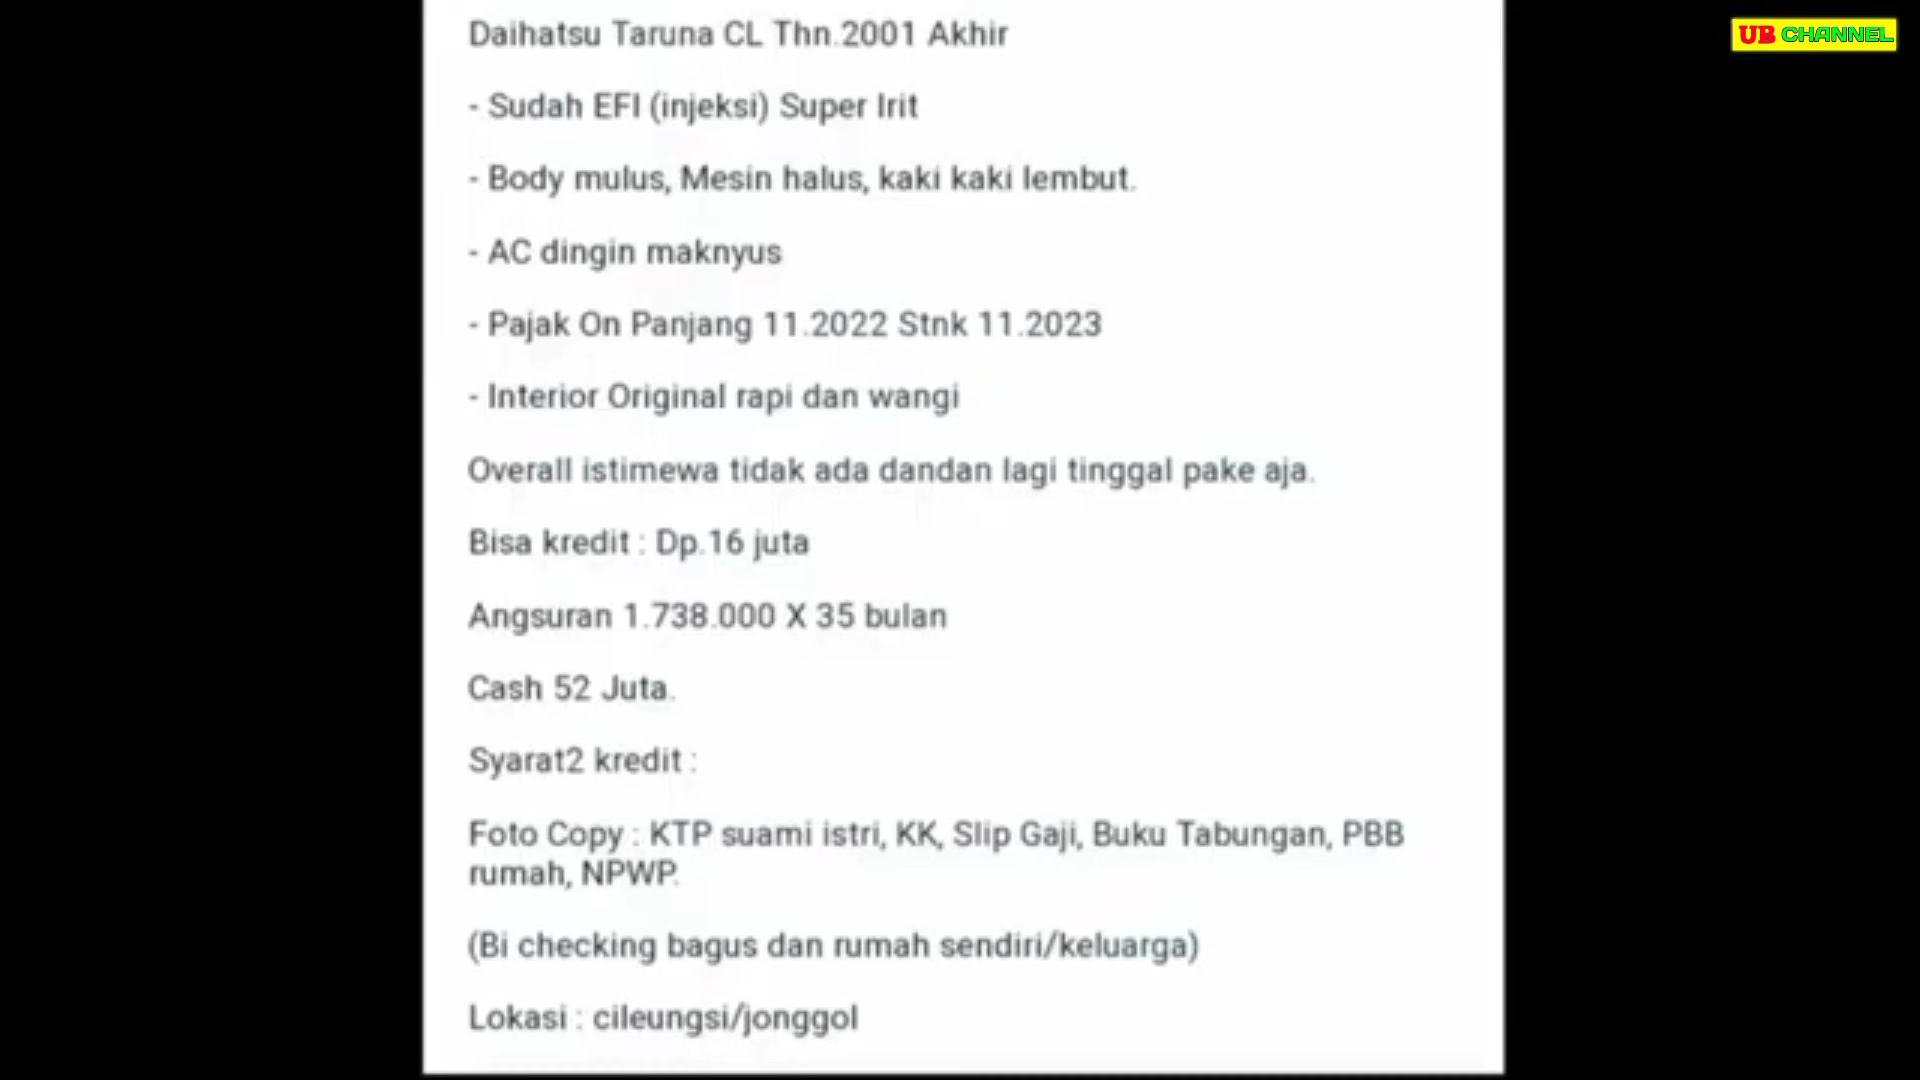 Daihatsu Taruna CL Thn.2001 Akhir
UB CHANNEL
- Sudah EFI (injeksi) Super Irit
- Body mulus, Mesin halus, kaki kaki lembut.
- AC dingin maknyus
- Pajak On Panjang 11.2022 Stnk 11.2023
- Interior Original rapi dan wangi
Overall istimewa tidak ada dandan lagi tinggal pake aja.
Bisa kredit : Dp.16 juta
Angsuran 1.738.000 X 35 bulan
Cash 52 Juta.
Syarat2 kredit :
Foto Copy : KTP suami istri, KK, Slip Gaji, Buku Tabungan, PBB
rumah, NPWP.
(Bi checking bagus dan rumah sendiri/keluarga)
Lokasi : cileungsi/jonggol